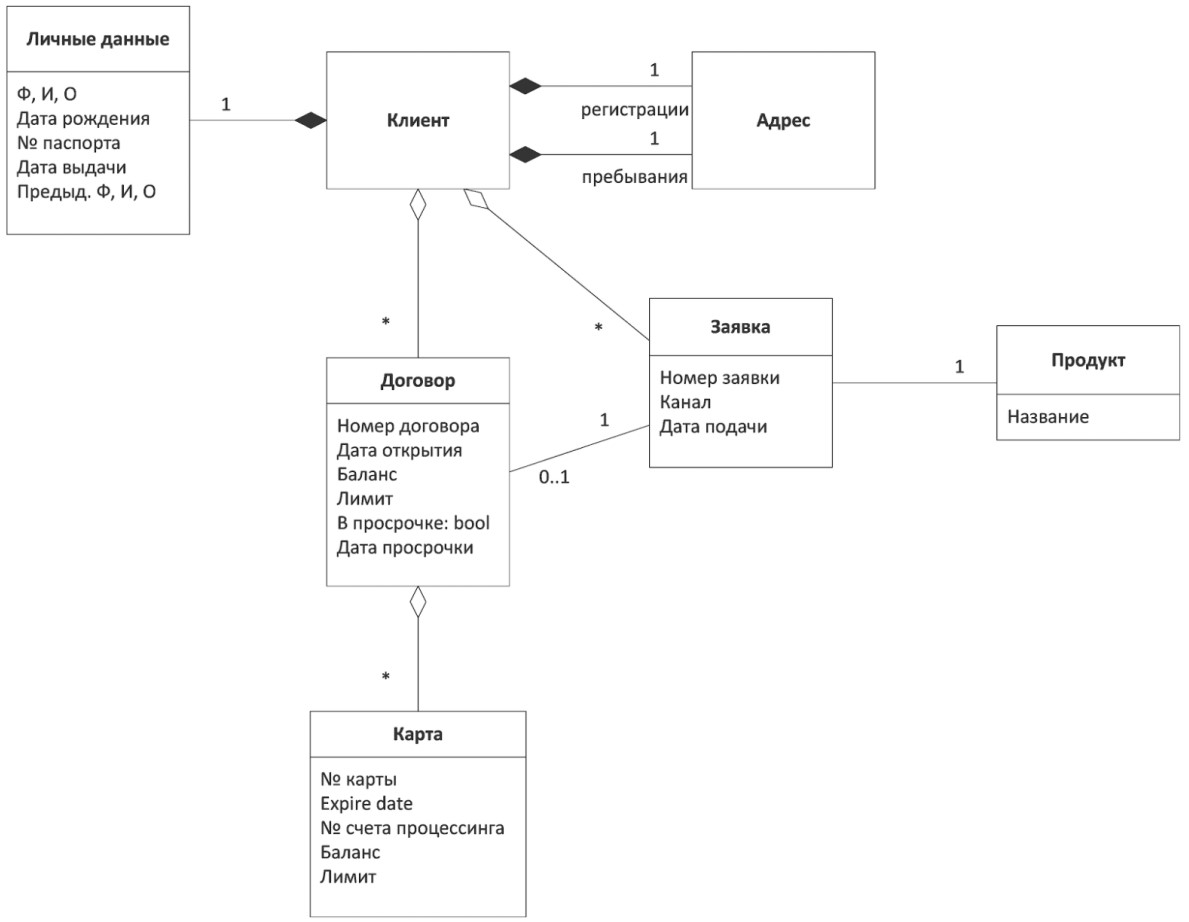 Личные данные
Ф, И, О
Дата рождения
№ паспорта
Дата выдачи
Предыд. Ф, И, О
1
Клиент
1
регистрации
1
пребывания
Адрес
*
*
Договор
Номер договора
Дата открытия
Баланс
Лимит
В просрочке: bool
Дата просрочки
1
0..1
Заявка
Номер заявки
Канал
Дата подачи
1
Продукт
Название
*
Карта
№ карты
Expire date
№ счета процессинга
Баланс
Лимит